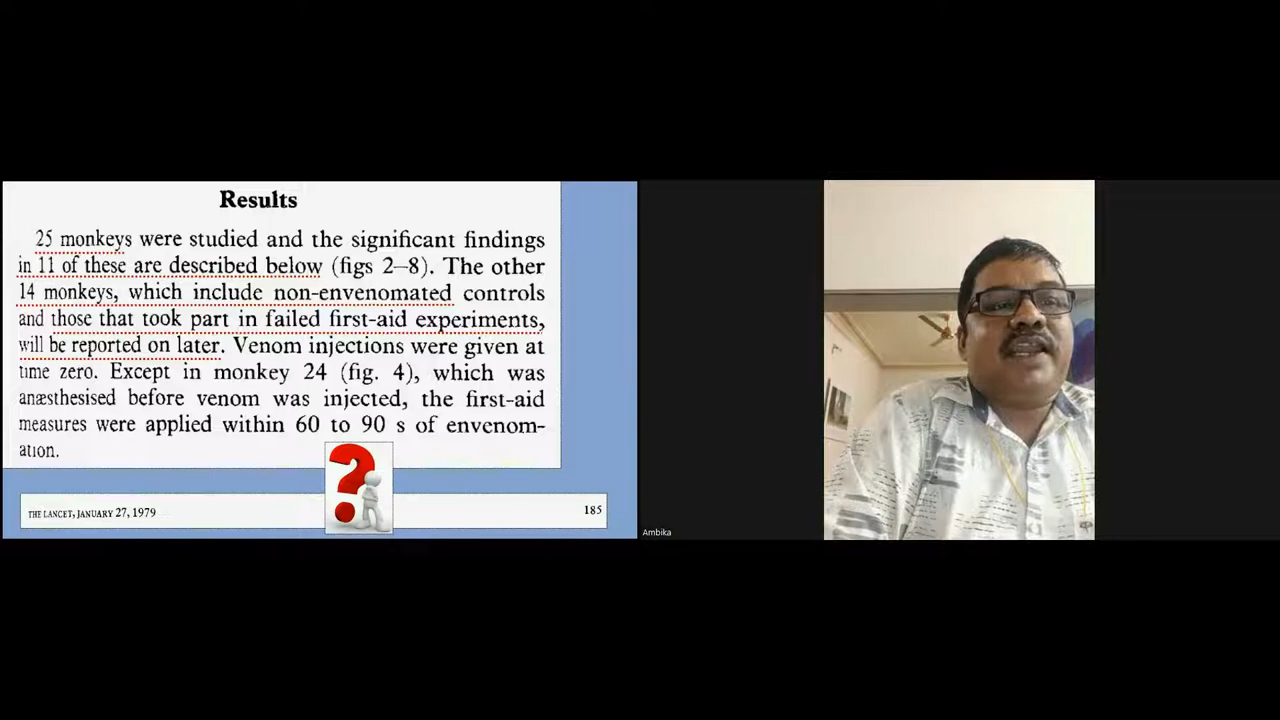 Results
25 monkeys were studied and the significant findings
in 11 of these are described below (figs 2–8). The other
14 monkeys, which include non-envenomated controls
and those that took part in failed first-aid experiments,
will be reported on later. Venom injections were given at
time zero. Except in monkey 24 (fig. 4), which was
anæsthesised before venom was injected, the first-aid
measures were applied within 60 to 90 s of envenom-
ation.
?
THE LANCET, JANUARY 27, 1979
185
Ambika